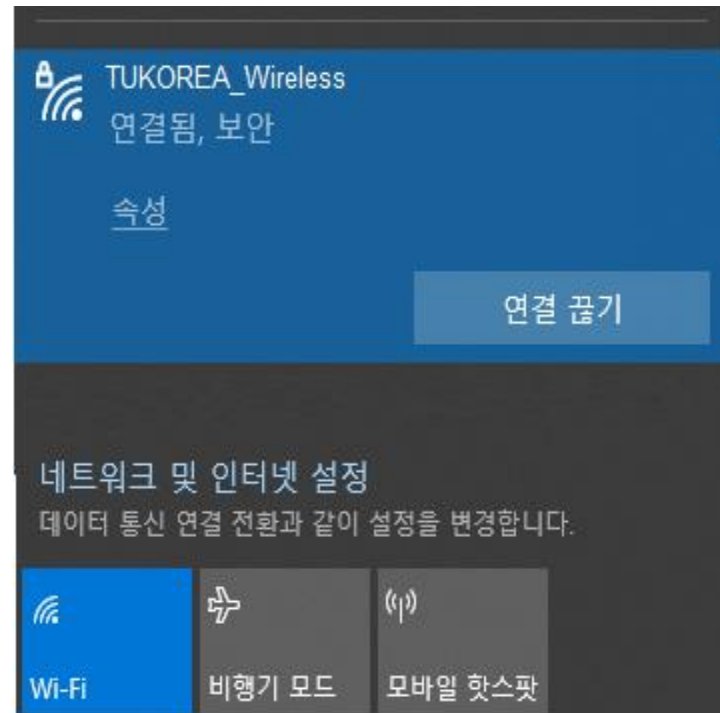 TUKOREA_Wireless
연결됨, 보안
속성
연결 끊기
네트워크 및 인터넷 설정
데이터 통신 연결 전환과 같이 설정을 변경합니다.
Wi-Fi
비행기 모드
모바일 핫스팟